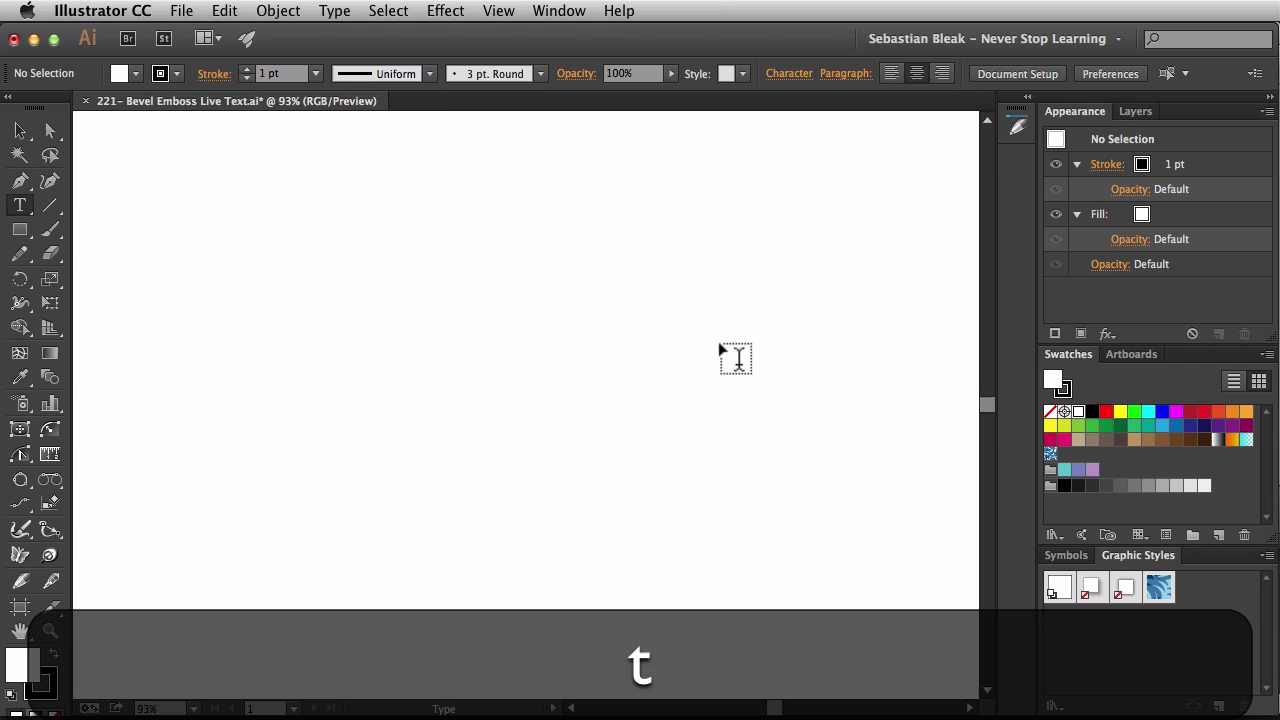 Illustrator CC File Edit Object Type Select Effect View Window Help
Ai Br St Sebastian Bleak – Never Stop Learning
No Selection Stroke: 1 pt Uniform 3 pt. Round Opacity: 100% Style: Character Paragraph: Document Setup Preferences
221- Bevel Emboss Live Text.ai* @ 93% (RGB/Preview)
Appearance Layers
No Selection
Stroke: 1 pt
Opacity: Default
Fill:
Opacity: Default
Opacity: Default
fx
Swatches Artboards
Symbols Graphic Styles
t
93% 1 Type